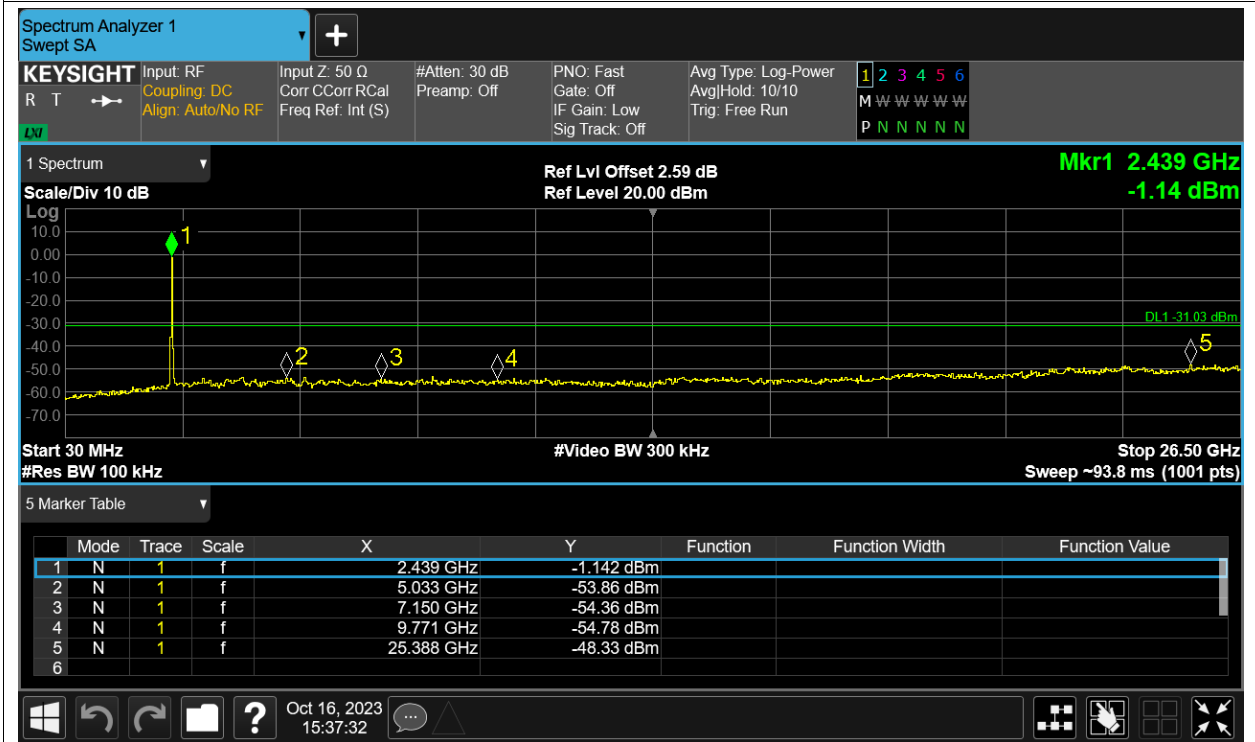 Spectrum Analyzer 1
Swept SA
+
KEYSIGHT
R T
LXI
Input: RF
Coupling: DC
Align: Auto/No RF
Input Z: 50 Ω
Corr CCorr RCal
Freq Ref: Int (S)
#Atten: 30 dB
Preamp: Off
PNO: Fast
Gate: Off
IF Gain: Low
Sig Track: Off
Avg Type: Log-Power
Avg|Hold: 10/10
Trig: Free Run
1 2 3 4 5 6
M W W W W W
P N N N N N
1 Spectrum
Scale/Div 10 dB
Ref Lvl Offset 2.59 dB
Ref Level 20.00 dBm
Mkr1 2.439 GHz
-1.14 dBm
Log
10.0
0.00
-10.0
-20.0
-30.0
-40.0
-50.0
-60.0
-70.0
1
2
3
4
5
DL1 -31.03 dBm
Start 30 MHz
#Video BW 300 kHz
Stop 26.50 GHz
#Res BW 100 kHz
Sweep ~93.8 ms (1001 pts)
5 Marker Table
Mode Trace Scale X Y Function Function Width Function Value
1 N 1 f 2.439 GHz -1.142 dBm
2 N 1 f 5.033 GHz -53.86 dBm
3 N 1 f 7.150 GHz -54.36 dBm
4 N 1 f 9.771 GHz -54.78 dBm
5 N 1 f 25.388 GHz -48.33 dBm
6
?
Oct 16, 2023
15:37:32